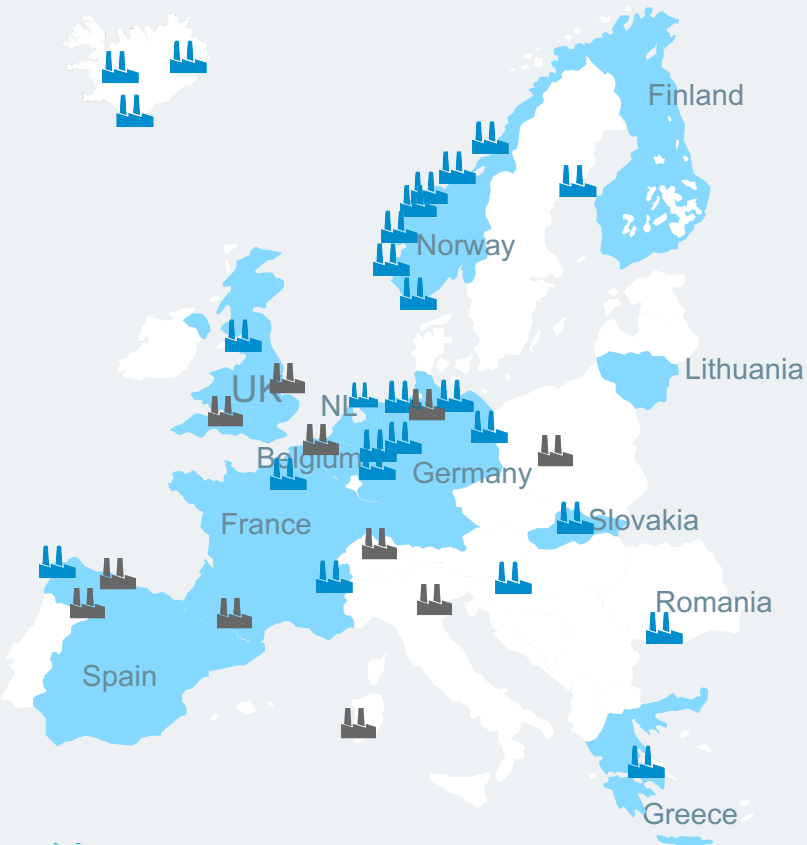 Finland
Norway
Lithuania
UK
NL
Belgium
Germany
France
Slovakia
Romania
Spain
Greece